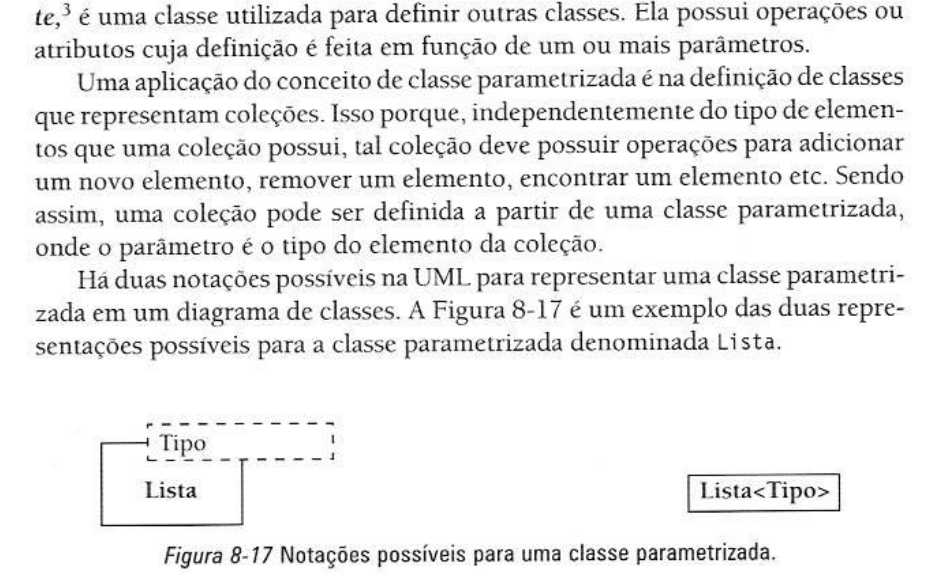 te,³ é uma classe utilizada para definir outras classes. Ela possui operações ou
atributos cuja definição é feita em função de um ou mais parâmetros.
Uma aplicação do conceito de classe parametrizada é na definição de classes
que representam coleções. Isso porque, independentemente do tipo de elemen-
tos que uma coleção possui, tal coleção deve possuir operações para adicionar
um novo elemento, remover um elemento, encontrar um elemento etc. Sendo
assim, uma coleção pode ser definida a partir de uma classe parametrizada,
onde o parâmetro é o tipo do elemento da coleção.
Há duas notações possíveis na UML para representar uma classe parametri-
zada em um diagrama de classes. A Figura 8-17 é um exemplo das duas repre-
sentações possíveis para a classe parametrizada denominada Lista.
Tipo
Lista
Lista<Tipo>
Figura 8-17 Notações possíveis para uma classe parametrizada.